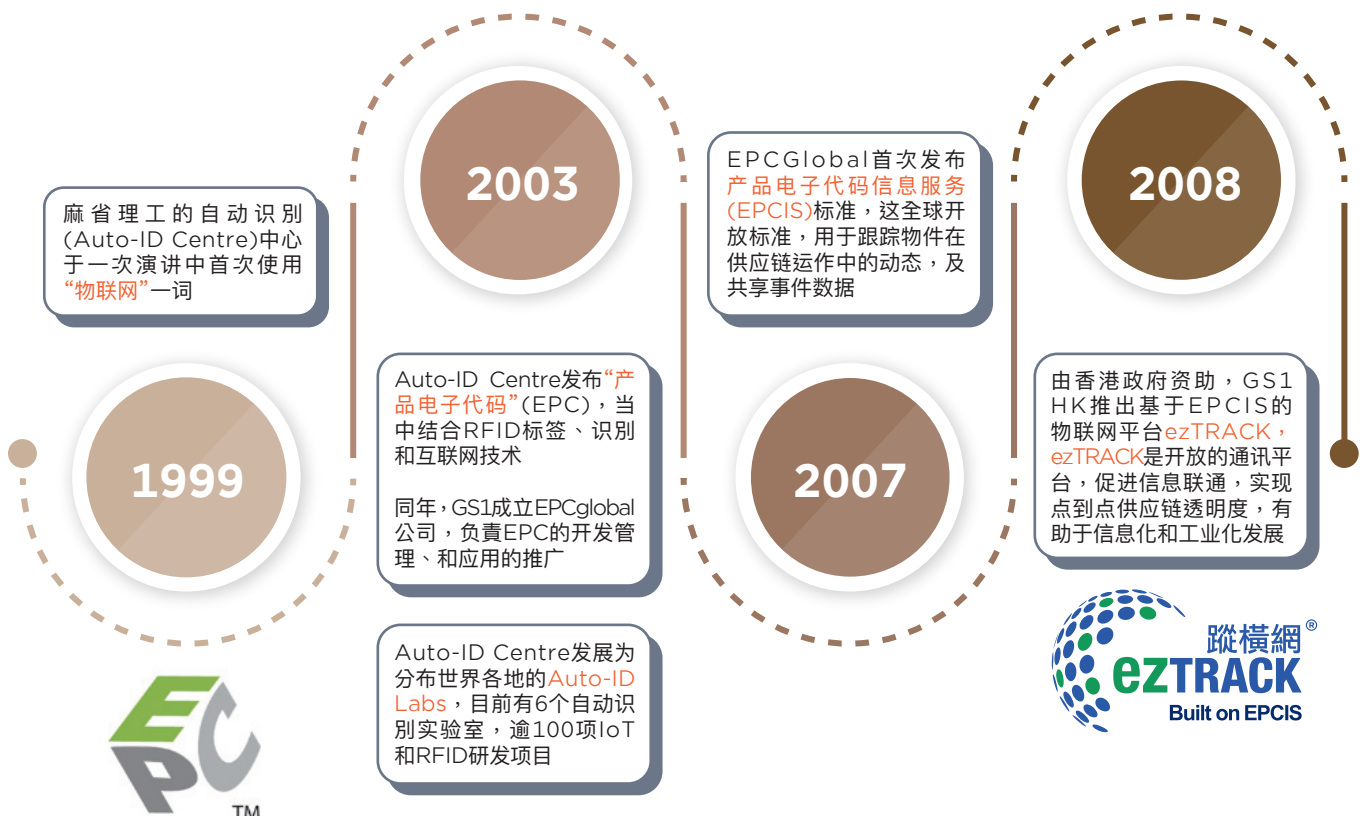 1999
麻省理工的自动识别
(Auto-ID Centre)中心
于一次演讲中首次使用
“物联网”一词
EPC
TM
2003
Auto-ID Centre发布“产
品电子代码”(EPC)，当
中结合RFID标签、识别
和互联网技术
同年，GS1成立EPCglobal
公司，负責EPC的开发管
理、和应用的推广
Auto-ID Centre发展为
分布世界各地的Auto-ID
Labs，目前有6个自动识
别实验室，逾100项IoT
和RFID研发项目
EPCGlobal首次发布
产品电子代码信息服务
(EPCIS)标准，这全球开
放标准，用于跟踪物件在
供应链运作中的动态，及
共享事件数据
2007
2008
由香港政府资助，GS1
HK推出基于EPCIS的
物联网平台ezTRACK，
ezTRACK是开放的通讯平
台，促进信息联通，实现
点到点供应链透明度，有
助于信息化和工业化发展
蹤橫網®
ezTRACK
Built on EPCIS